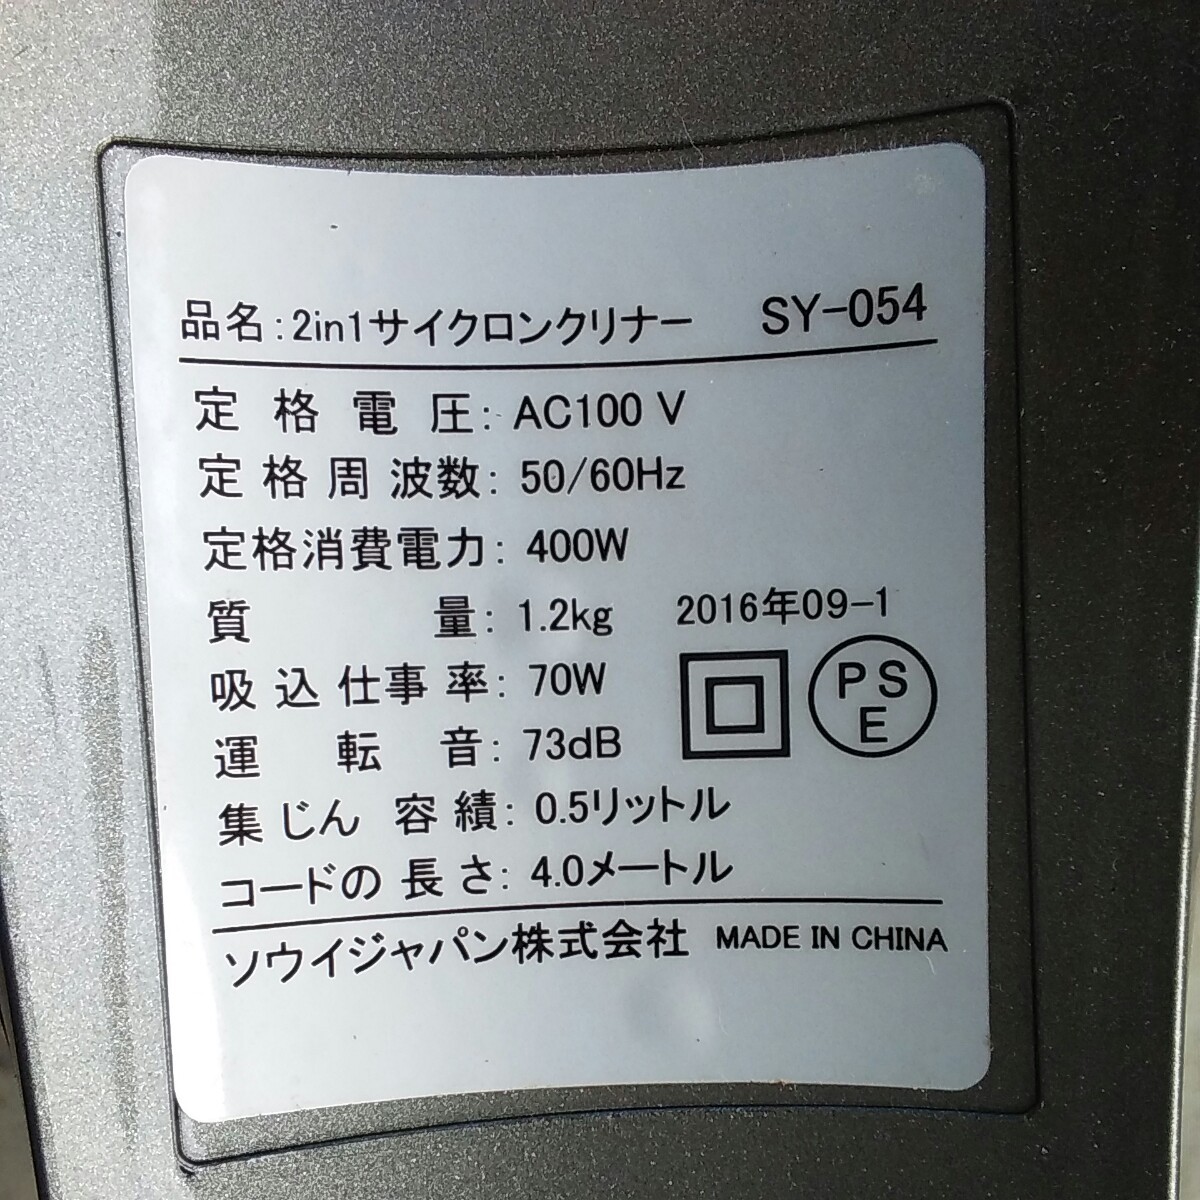 品名:2in1サイクロンクリナー SY-054
定格電圧: AC100 V
定格周波数: 50/60Hz
定格消費電力: 400W
質量: 1.2kg 2016年09-1
吸込仕事率: 70W
PSE
運転音: 73dB
集じん容積: 0.5リットル
コードの長さ: 4.0メートル
ソウイジャパン株式会社 MADE IN CHINA